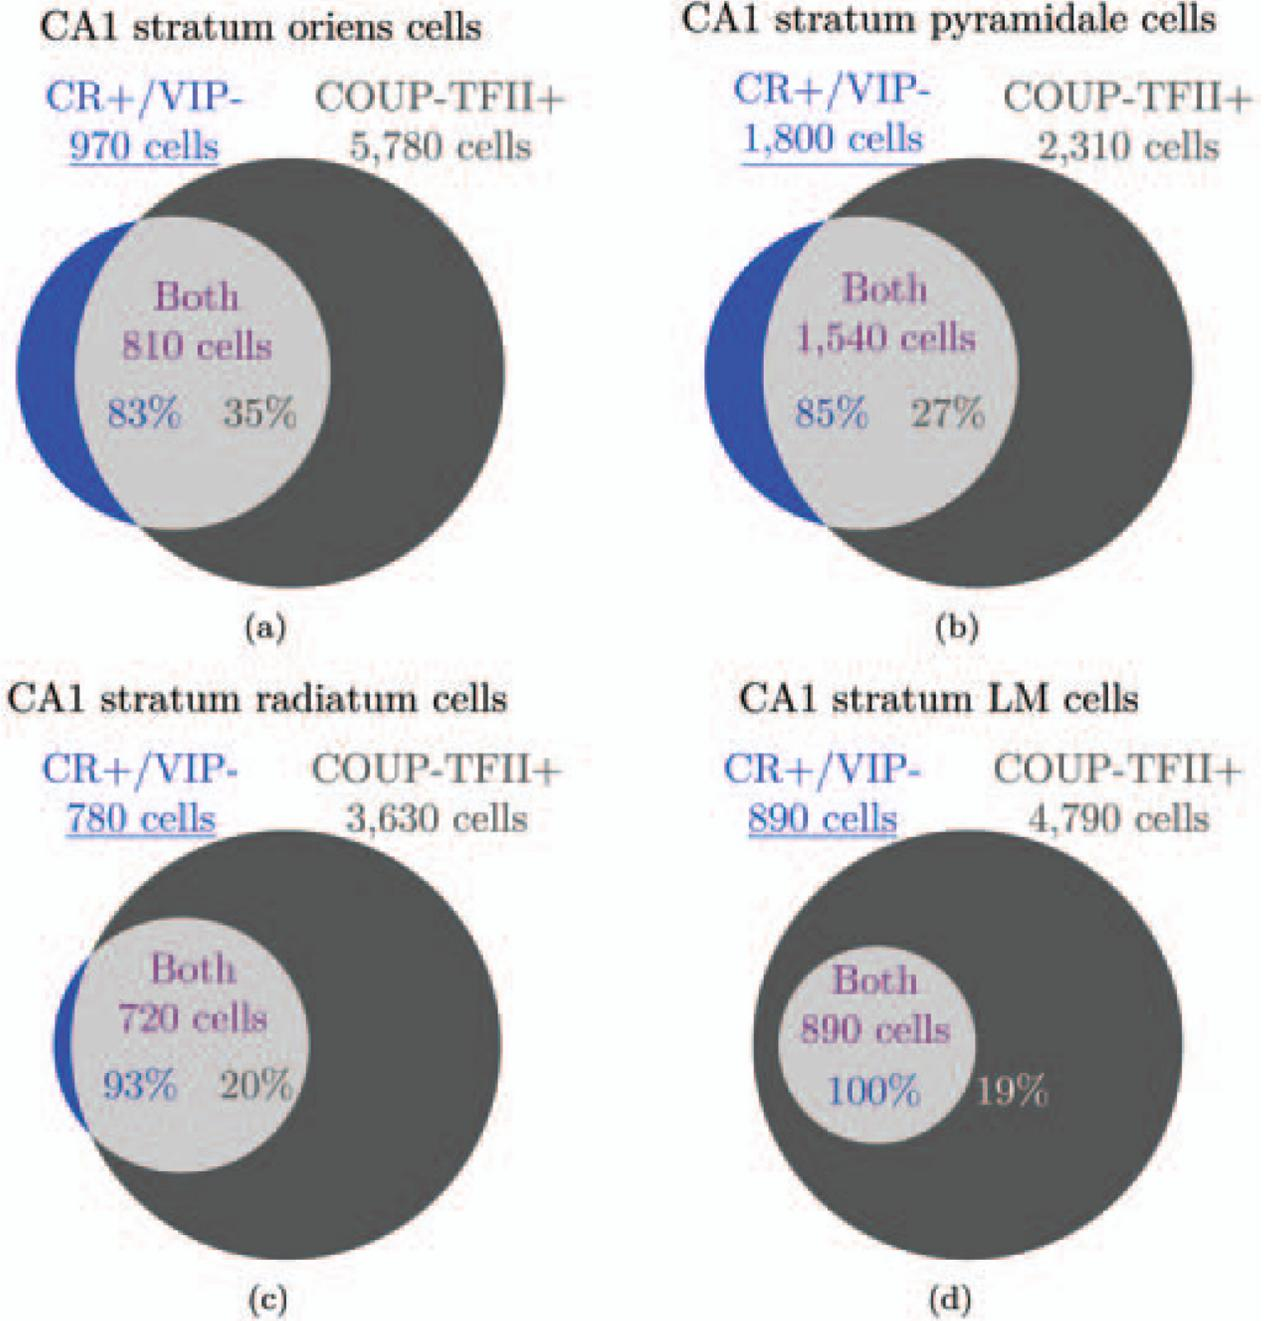 CA1 stratum oriens cells
CR+/VIP- COUP-TFII+
970 cells 5,780 cells
Both
810 cells
83% 35%
(a)
CA1 stratum pyramidale cells
CR+/VIP- COUP-TFII+
1,800 cells 2,310 cells
Both
1,540 cells
85% 27%
(b)
CA1 stratum radiatum cells
CR+/VIP- COUP-TFII+
780 cells 3,630 cells
Both
720 cells
93% 20%
(c)
CA1 stratum LM cells
CR+/VIP- COUP-TFII+
890 cells 4,790 cells
Both
890 cells
100% 19%
(d)